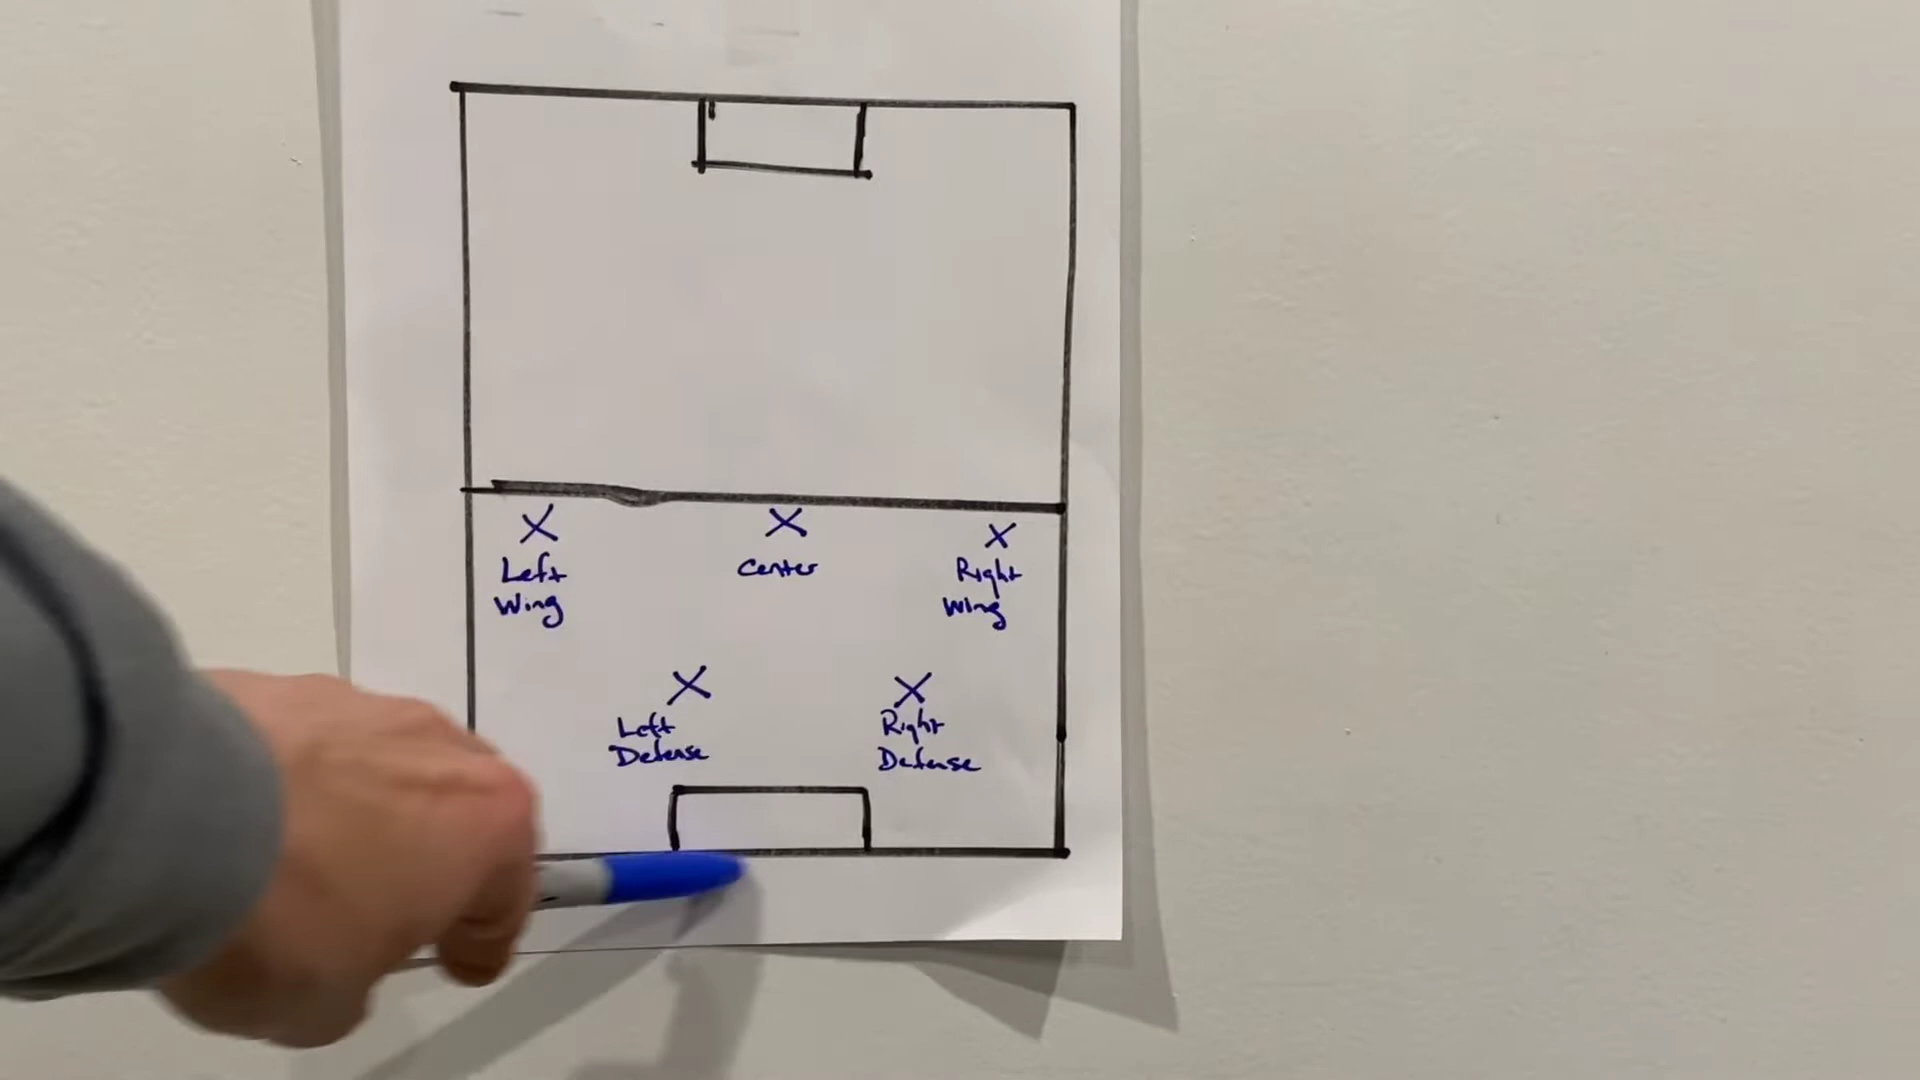 Left
Wing
Center
Right
Wing
Left
Defense
Right
Defense